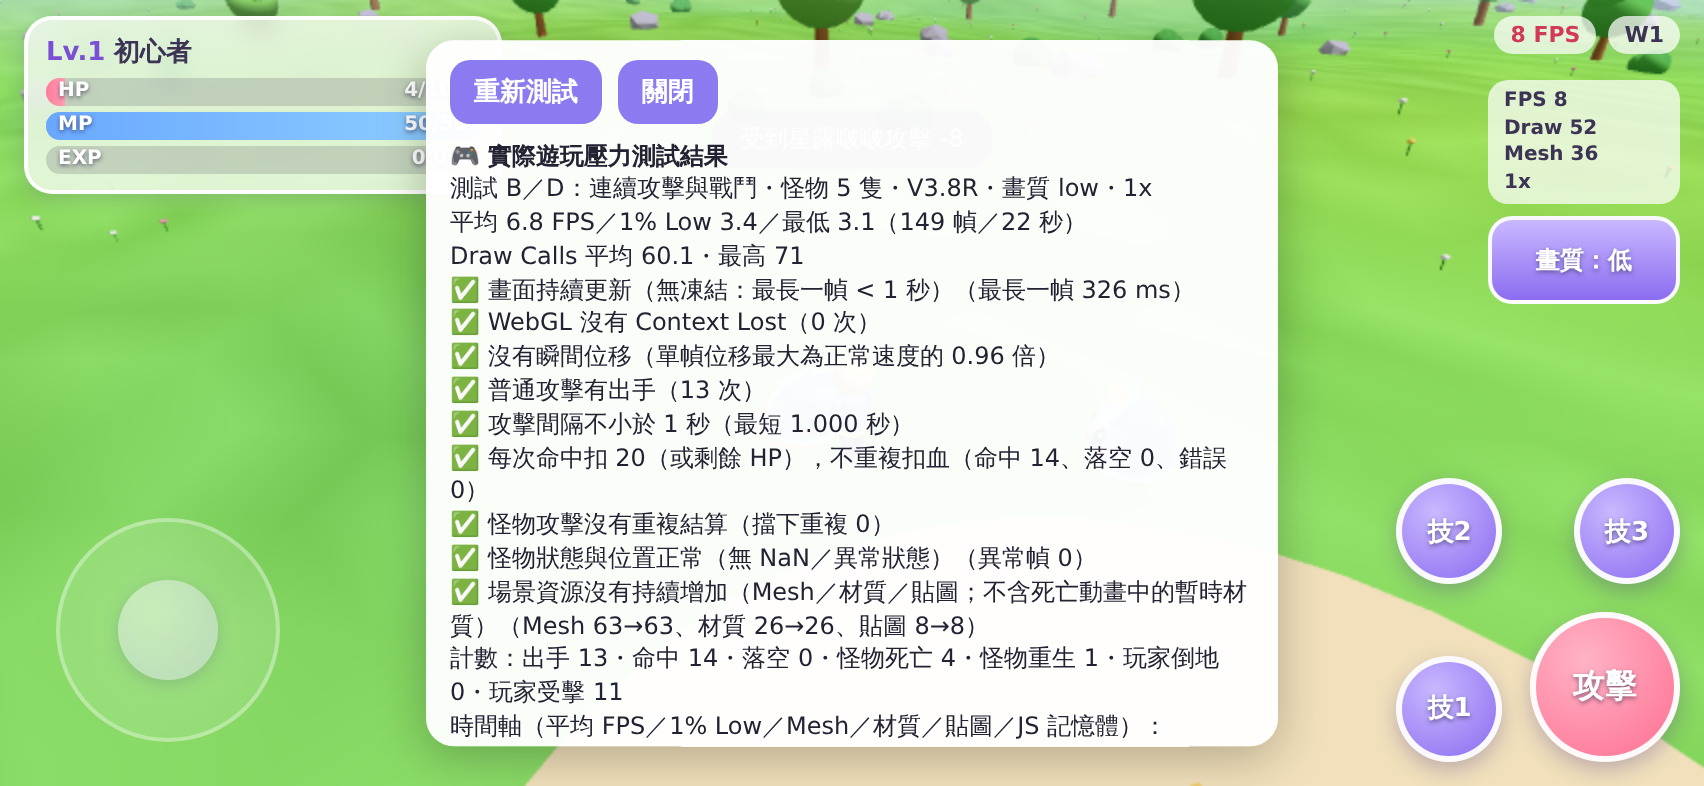 Lv.1 初心者
HP 4/
MP 50
EXP 0
8 FPS
W1
FPS 8
Draw 52
Mesh 36
1x
畫質：低
重新測試
關閉
受到星露啵啵攻擊 -8
🎮 實際遊玩壓力測試結果
測試 B／D：連續攻擊與戰鬥・怪物 5 隻・V3.8R・畫質 low・1x
平均 6.8 FPS／1% Low 3.4／最低 3.1（149 幀／22 秒）
Draw Calls 平均 60.1・最高 71
✅ 畫面持續更新（無凍結：最長一幀 < 1 秒）（最長一幀 326 ms）
✅ WebGL 沒有 Context Lost（0 次）
✅ 沒有瞬間位移（單幀位移最大為正常速度的 0.96 倍）
✅ 普通攻擊有出手（13 次）
✅ 攻擊間隔不小於 1 秒（最短 1.000 秒）
✅ 每次命中扣 20（或剩餘 HP），不重複扣血（命中 14、落空 0、錯誤
0）
✅ 怪物攻擊沒有重複結算（擋下重複 0）
✅ 怪物狀態與位置正常（無 NaN／異常狀態）（異常幀 0）
✅ 場景資源沒有持續增加（Mesh／材質／貼圖；不含死亡動畫中的暫時材
質）（Mesh 63→63、材質 26→26、貼圖 8→8）
計數：出手 13・命中 14・落空 0・怪物死亡 4・怪物重生 1・玩家倒地
0・玩家受擊 11
時間軸（平均 FPS／1% Low／Mesh／材質／貼圖／JS 記憶體）：
技2
技3
技1
攻擊